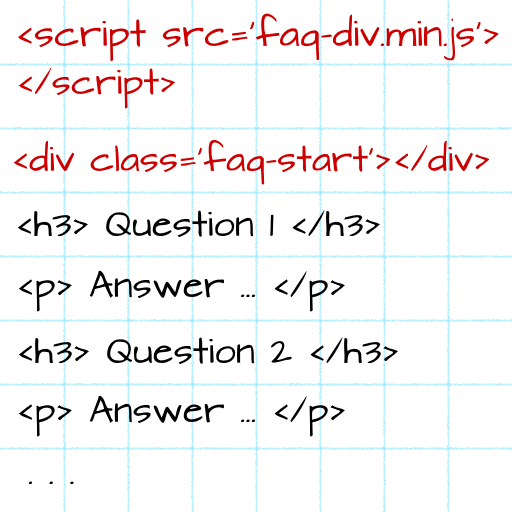 <script src='faq-div.min.js'>
</script>
<div class='faq-start'></div>
<h3> Question 1 </h3>
<p> Answer ... </p>
<h3> Question 2 </h3>
<p> Answer ... </p>
. . .